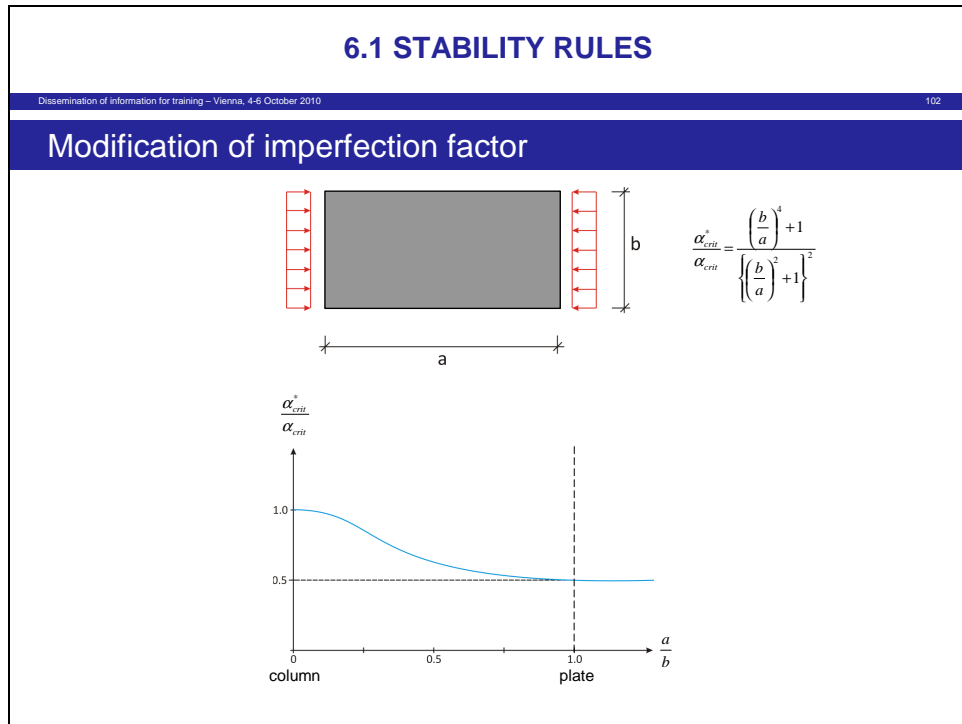 6.1 STABILITY RULES
Dissemination of information for training – Vienna, 4-6 October 2010 102
Modification of imperfection factor
b
a
α*crit / αcrit = ((b/a)^4 + 1) / {(b/a)^2 + 1}^2
α*crit / αcrit
1.0
0.5
0 0.5 1.0
a/b
column plate